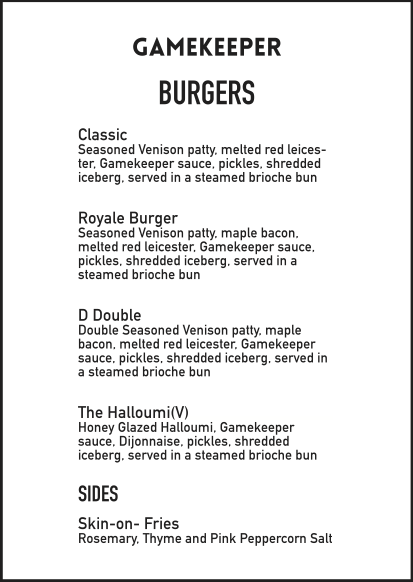 GAMEKEEPER
BURGERS
Classic
Seasoned Venison patty, melted red leices-
ter, Gamekeeper sauce, pickles, shredded
iceberg, served in a steamed brioche bun
Royale Burger
Seasoned Venison patty, maple bacon,
melted red leicester, Gamekeeper sauce,
pickles, shredded iceberg, served in a
steamed brioche bun
D Double
Double Seasoned Venison patty, maple
bacon, melted red leicester, Gamekeeper
sauce, pickles, shredded iceberg, served in
a steamed brioche bun
The Halloumi(V)
Honey Glazed Halloumi, Gamekeeper
sauce, Dijonnaise, pickles, shredded
iceberg, served in a steamed brioche bun
SIDES
Skin-on- Fries
Rosemary, Thyme and Pink Peppercorn Salt